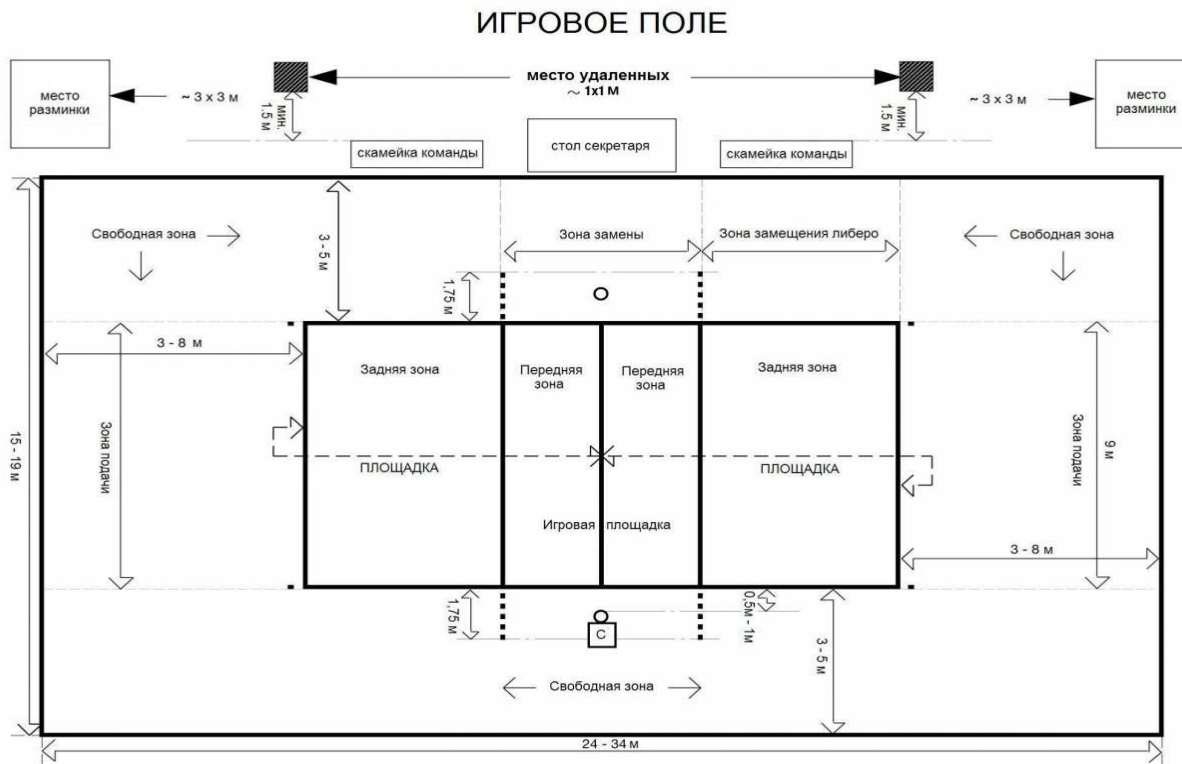 ИГРОВОЕ ПОЛЕ
место
разминки
~ 3 x 3 м
место удаленных
~ 1x1 М
~ 3 x 3 м
место
разминки
мин.
1.5 м
мин.
1.5 м
скамейка команды
стол секретаря
скамейка команды
Свободная зона
3 - 5 м
Зона замены
Зона замещения либеро
Свободная зона
1,75 м
3 - 8 м
Задняя зона
Передняя
зона
Передняя
зона
Задняя зона
15 - 19 м
Зона подачи
ПЛОЩАДКА
ПЛОЩАДКА
Зона подачи
9 м
Игровая площадка
3 - 8 м
1,75 м
С
0,5м - 1м
3 - 5 м
Свободная зона
24 - 34 м